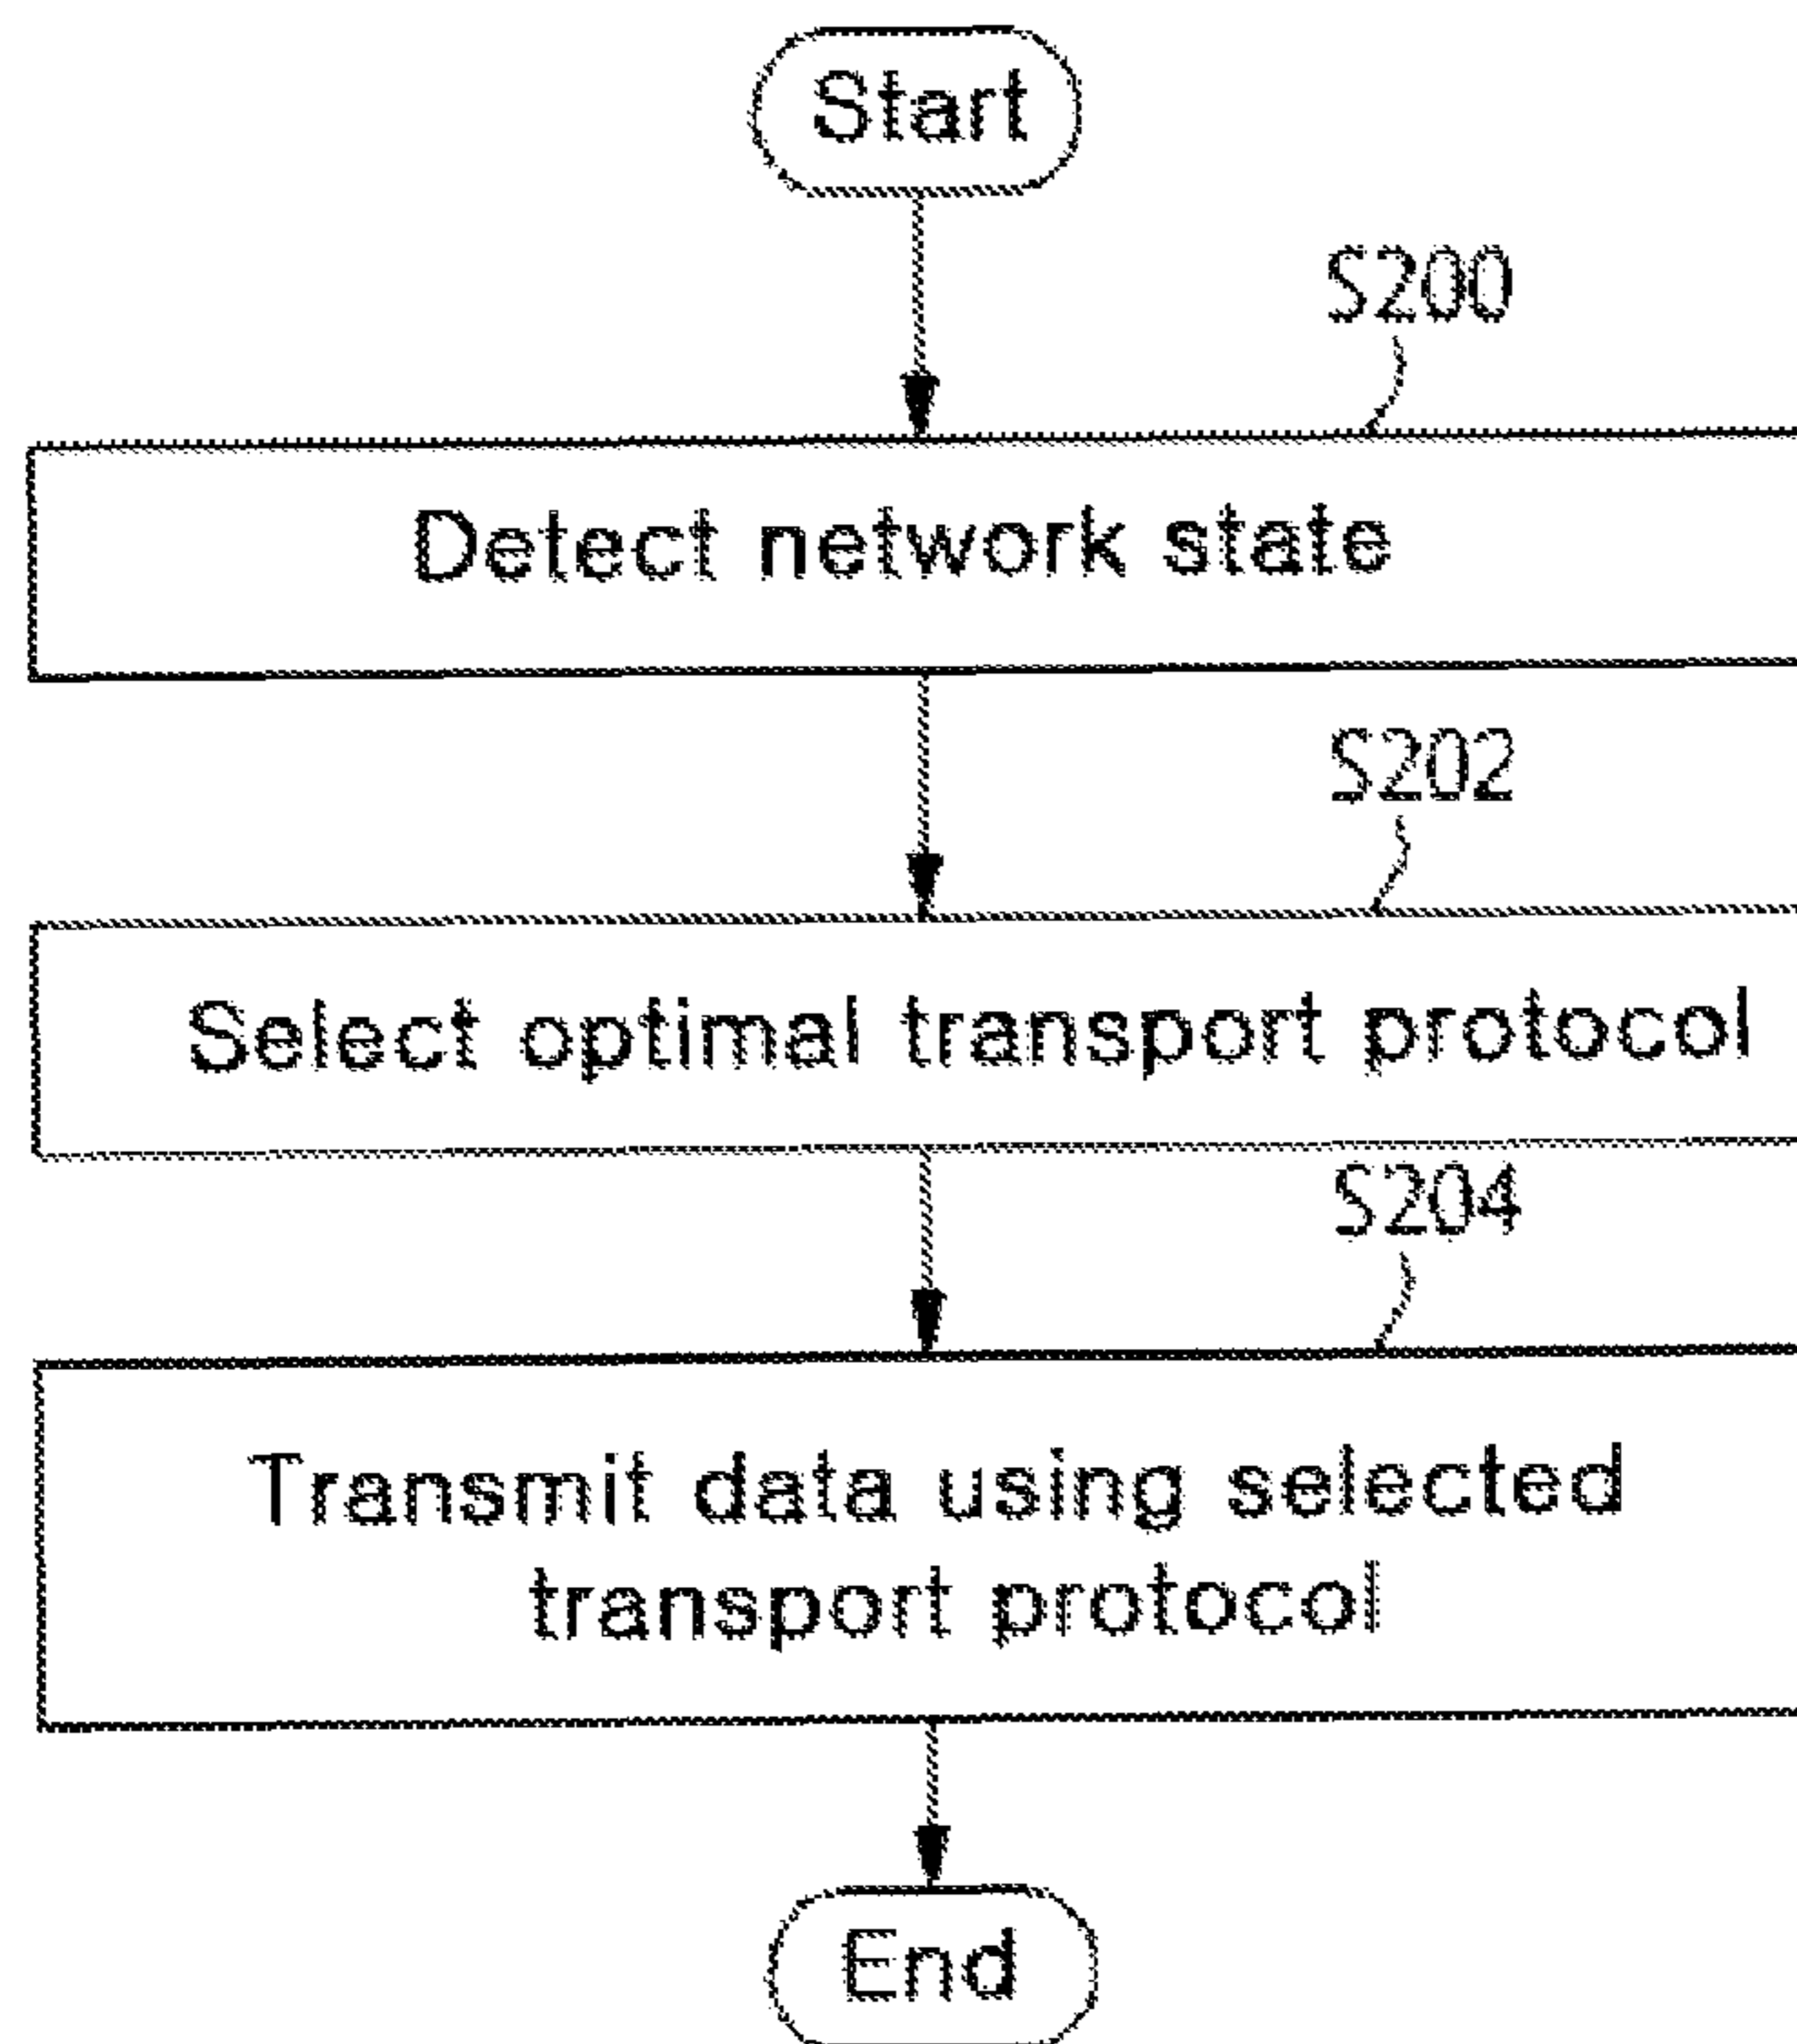 Start
S200
Detect network state
S202
Select optimal transport protocol
S204
Transmit data using selected
transport protocol
End